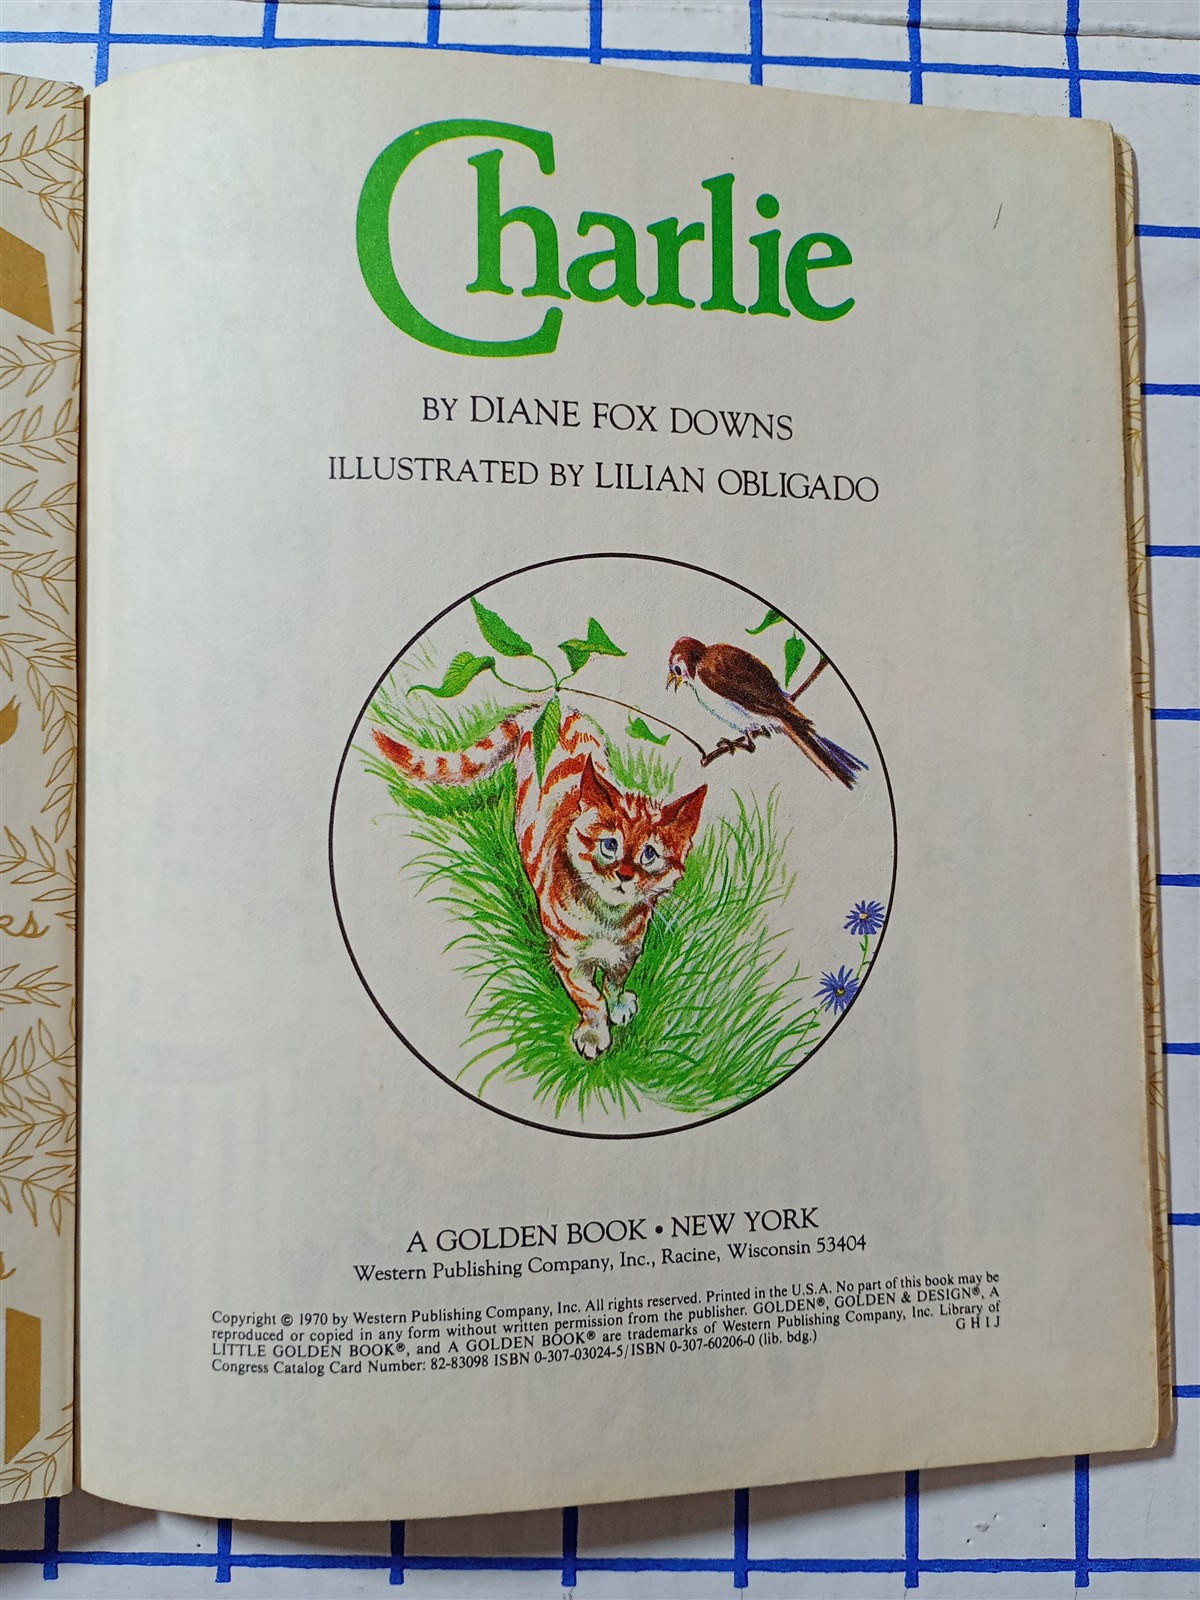 Charlie
BY DIANE FOX DOWNS
ILLUSTRATED BY LILIAN OBLIGADO
A GOLDEN BOOK • NEW YORK
Western Publishing Company, Inc., Racine, Wisconsin 53404
Copyright © 1970 by Western Publishing Company, Inc. All rights reserved. Printed in the U.S.A. No part of this book may be
reproduced or copied in any form without written permission from the publisher. GOLDEN®, GOLDEN & DESIGN®, A
LITTLE GOLDEN BOOK®, and A GOLDEN BOOK® are trademarks of Western Publishing Company, Inc. Library of
Congress Catalog Card Number: 82-83098 ISBN 0-307-03024-5/ISBN 0-307-60206-0 (lib. bdg.)
G H I J